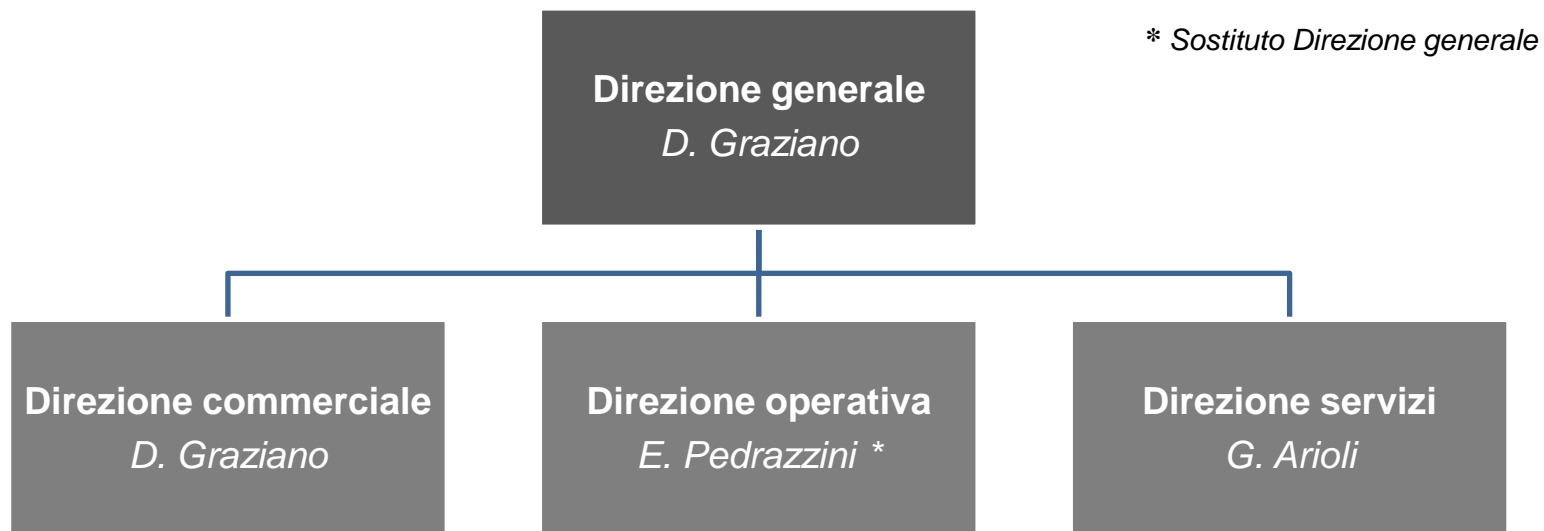 * Sostituto Direzione generale
Direzione generale
D. Graziano
Direzione commerciale
D. Graziano
Direzione operativa
E. Pedrazzini *
Direzione servizi
G. Arioli